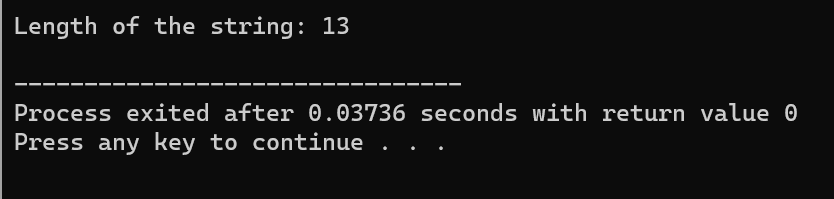 Length of the string: 13
--------------------------------
Process exited after 0.03736 seconds with return value 0
Press any key to continue . . .